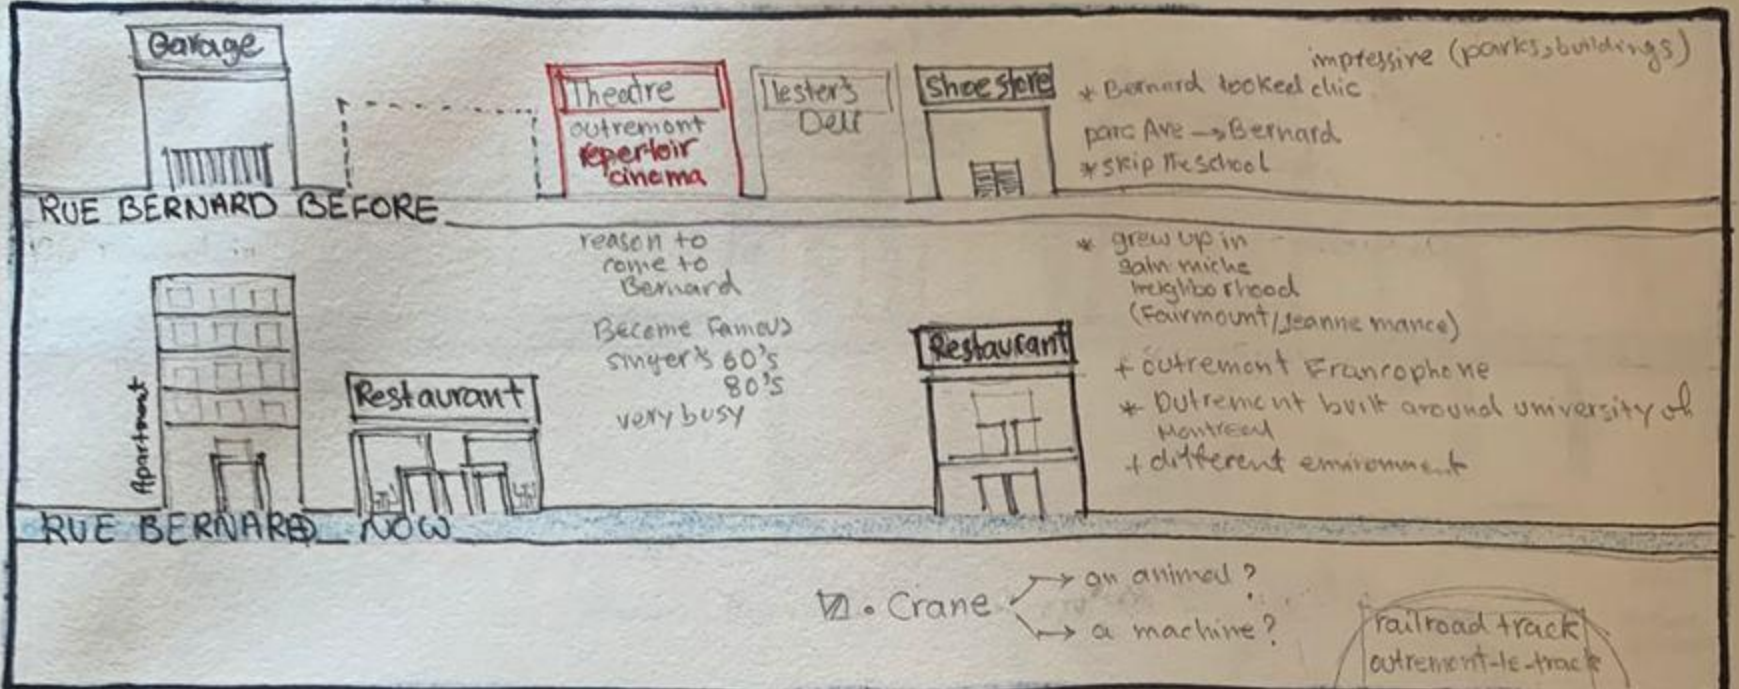 Garage
Theatre
outremont
repertoir
cinema
lester's
Deli
Shoe store
impressive (parks, buildings)
* Bernard looked chic
parc Ave → Bernard
* skip the school
RUE BERNARD BEFORE
reason to
come to
Bernard
Become Famous
singer's 60's
80's
very busy
* grew up in
sain miche
neighborhood
(Fairmount/Jeanne mance)
+ outremont Francophone
* Outremont built around university of
Montreal
+ different environment
Apartment
Restaurant
Restaurant
RUE BERNARD NOW
• Crane
→ an animal?
→ a machine?
railroad track
outremont-le-track